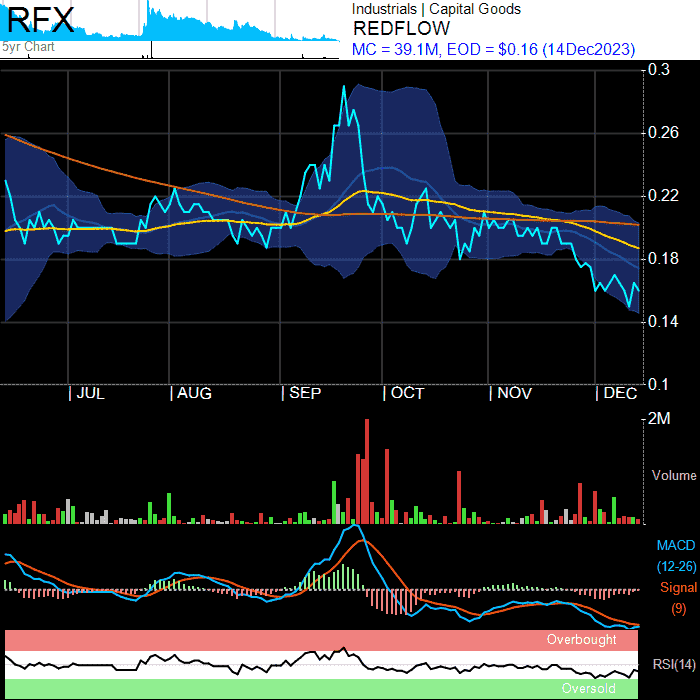 RFX
5yr Chart
Industrials | Capital Goods
REDFLOW
MC = 39.1M, EOD = $0.16 (14Dec2023)
0.3
0.26
0.22
0.18
0.14
0.1
JUL AUG SEP OCT NOV DEC
2M
Volume
MACD
(12-26)
Signal
(9)
Overbought
RSI(14)
Oversold